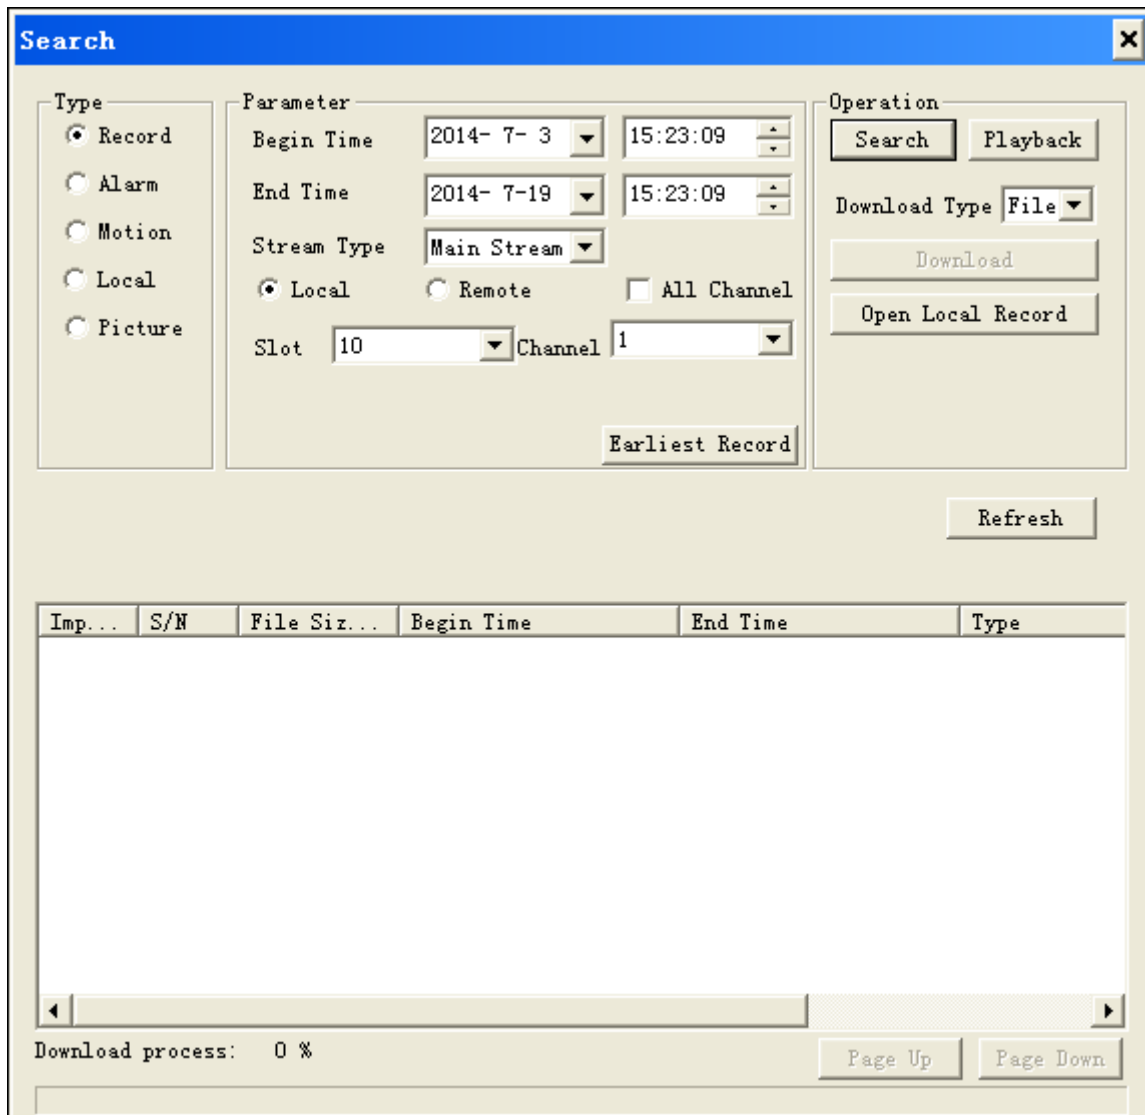 Search
Type
Record
Alarm
Motion
Local
Picture
Parameter
Begin Time 2014- 7- 3 15:23:09
End Time 2014- 7-19 15:23:09
Stream Type Main Stream
Local Remote All Channel
Slot 10 Channel 1
Earliest Record
Operation
Search Playback
Download Type File
Download
Open Local Record
Refresh
Imp... S/N File Siz... Begin Time End Time Type
Download process: 0 %
Page Up Page Down